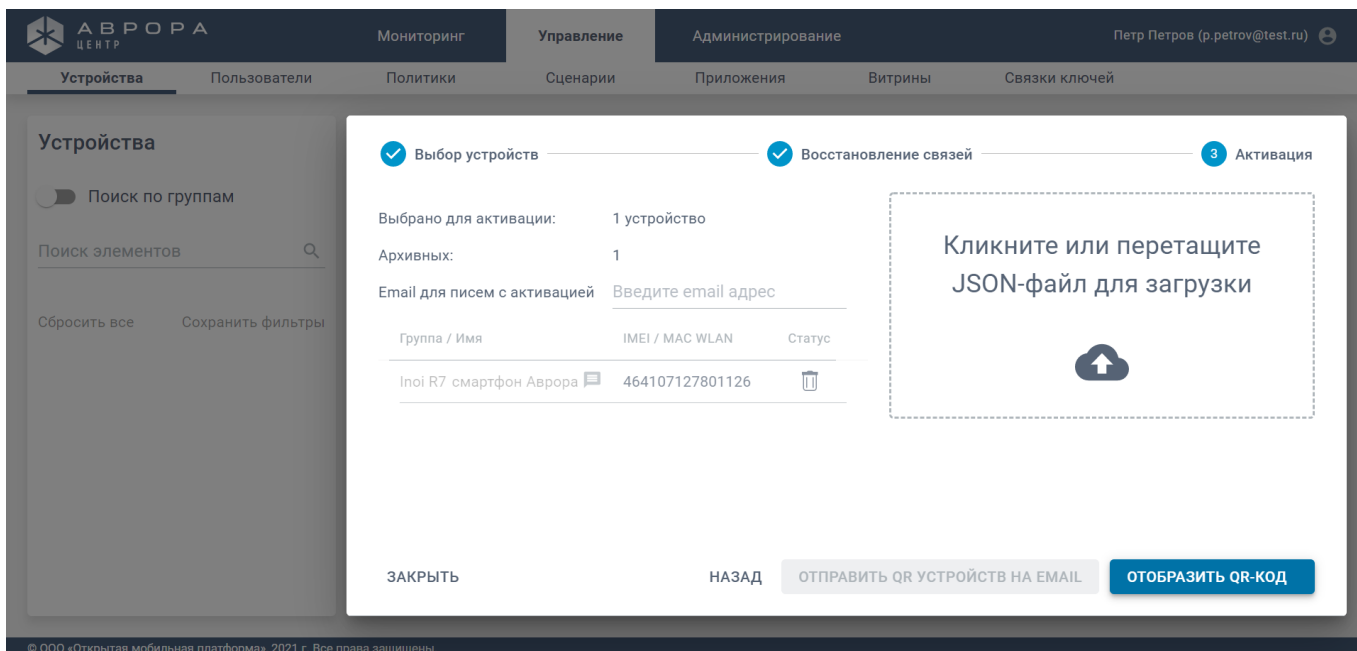 АВРОРА
ЦЕНТР
Мониторинг
Управление
Администрирование
Петр Петров (p.petrov@test.ru)
Устройства
Пользователи
Политики
Сценарии
Приложения
Витрины
Связки ключей
Устройства
Поиск по группам
Поиск элементов
Сбросить все
Сохранить фильтры
Выбор устройств
Восстановление связей
3 Активация
Выбрано для активации: 1 устройство
Архивных: 1
Email для писем с активацией Введите email адрес
Группа / Имя IMEI / MAC WLAN Статус
Inoi R7 смартфон Аврора 464107127801126
Кликните или перетащите
JSON-файл для загрузки
ЗАКРЫТЬ
НАЗАД
ОТПРАВИТЬ QR УСТРОЙСТВ НА EMAIL
ОТОБРАЗИТЬ QR-КОД
© ООО «Открытая мобильная платформа», 2021 г. Все права защищены